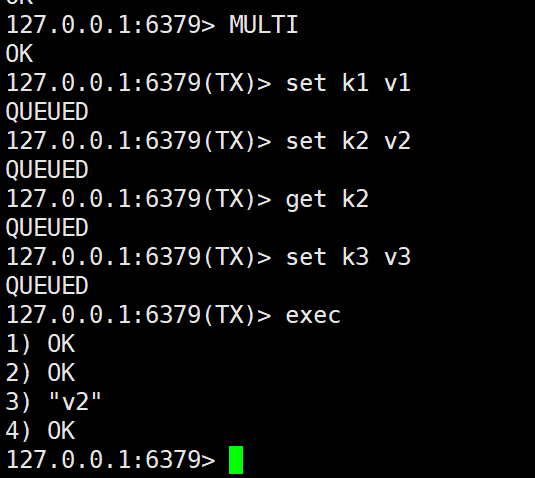 OK
127.0.0.1:6379> MULTI
OK
127.0.0.1:6379(TX)> set k1 v1
QUEUED
127.0.0.1:6379(TX)> set k2 v2
QUEUED
127.0.0.1:6379(TX)> get k2
QUEUED
127.0.0.1:6379(TX)> set k3 v3
QUEUED
127.0.0.1:6379(TX)> exec
1) OK
2) OK
3) "v2"
4) OK
127.0.0.1:6379>